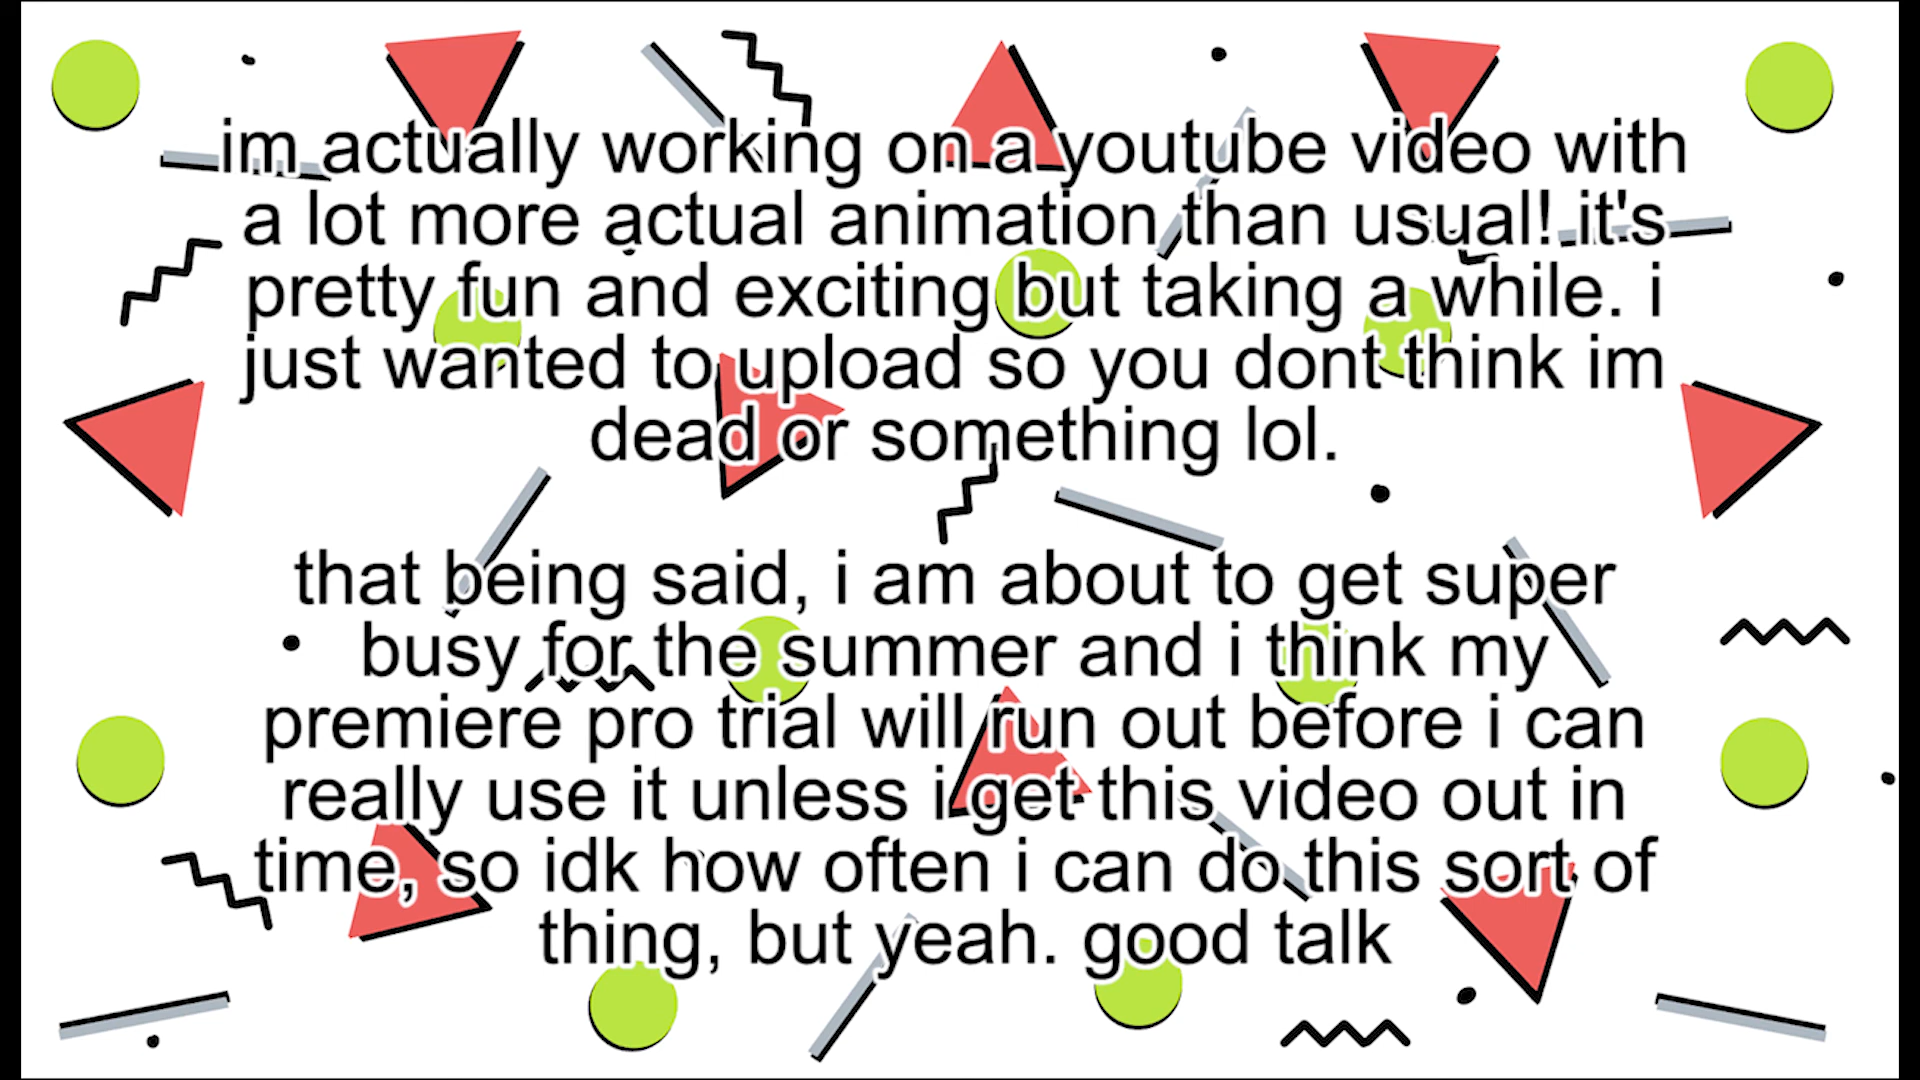 im actually working on a youtube video with
a lot more actual animation than usual! it's
pretty fun and exciting but taking a while. i
just wanted to upload so you dont think im
dead or something lol.
that being said, i am about to get super
busy for the summer and i think my
premiere pro trial will run out before i can
really use it unless i get this video out in
time, so idk how often i can do this sort of
thing, but yeah. good talk